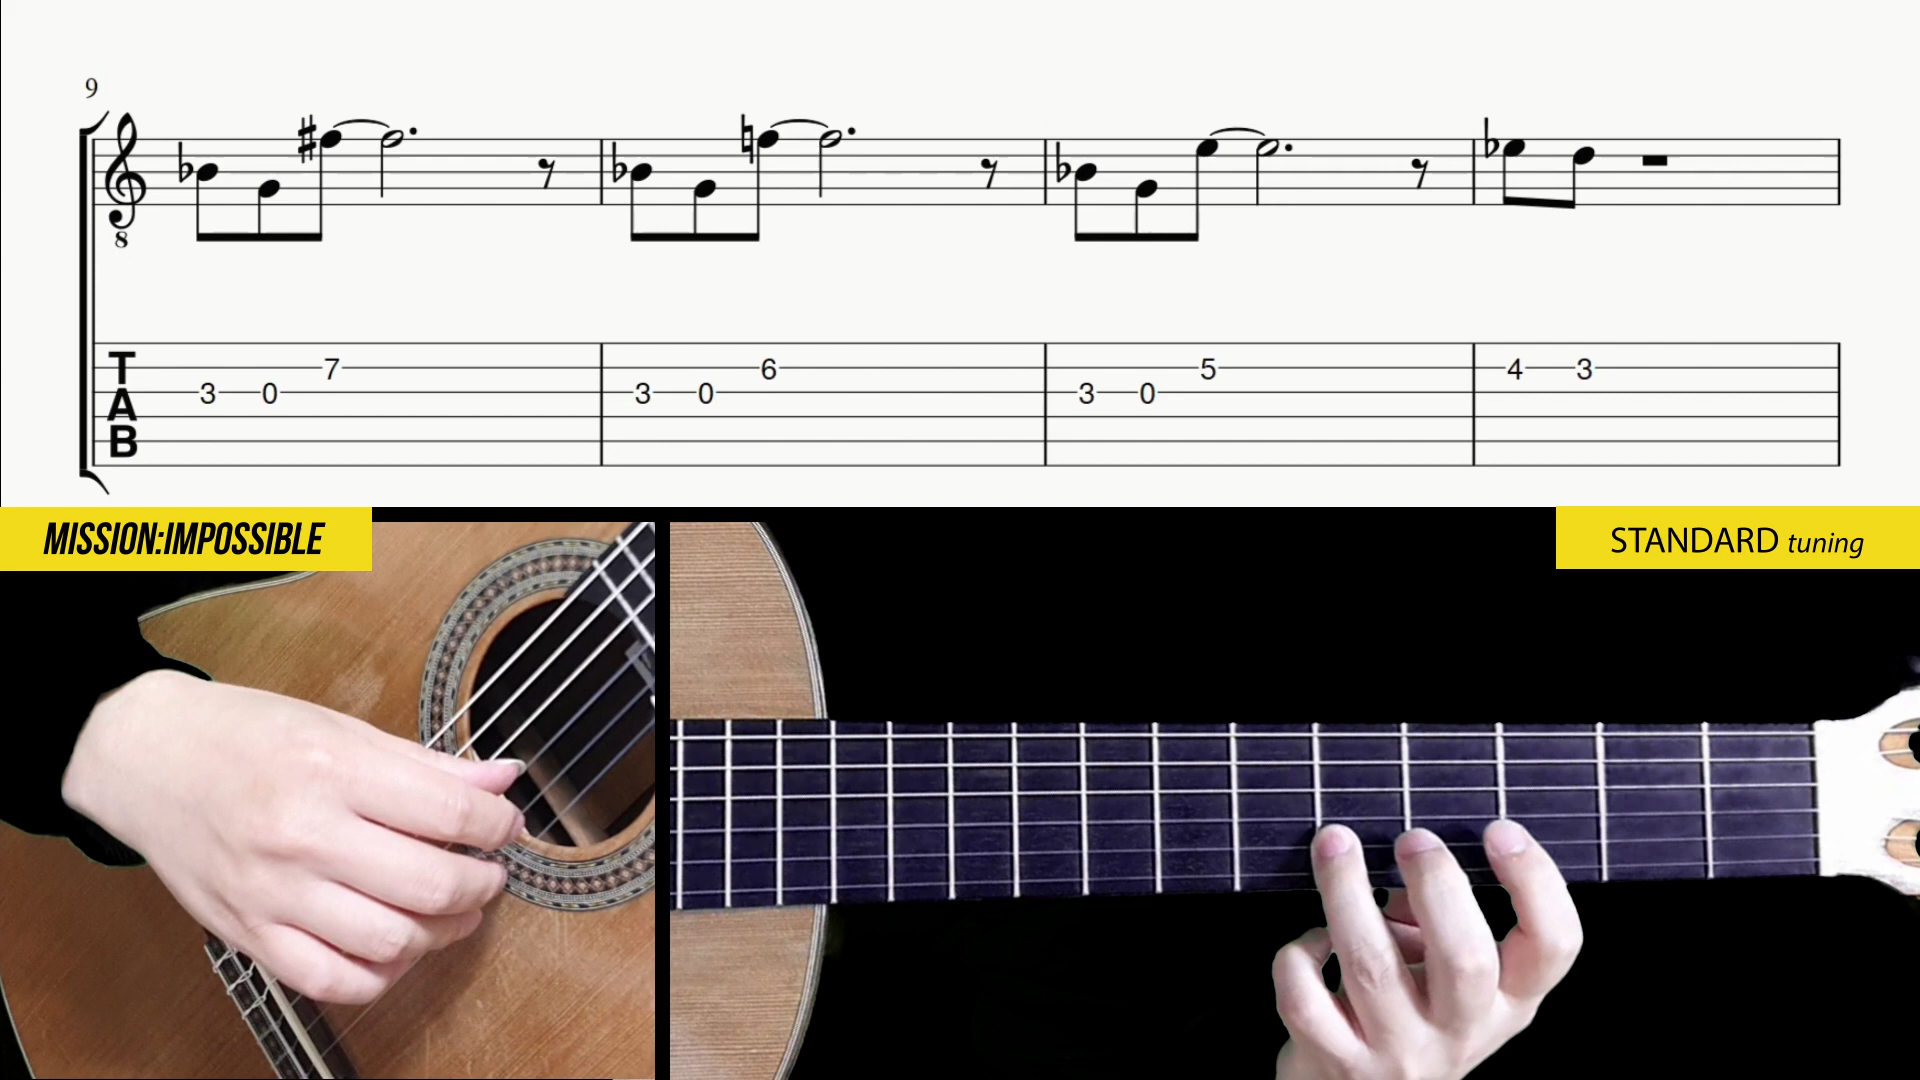 9
8
T
A
B
7 6 5 4 3
3 0 3 0 3 0
MISSION:IMPOSSIBLE
STANDARD tuning